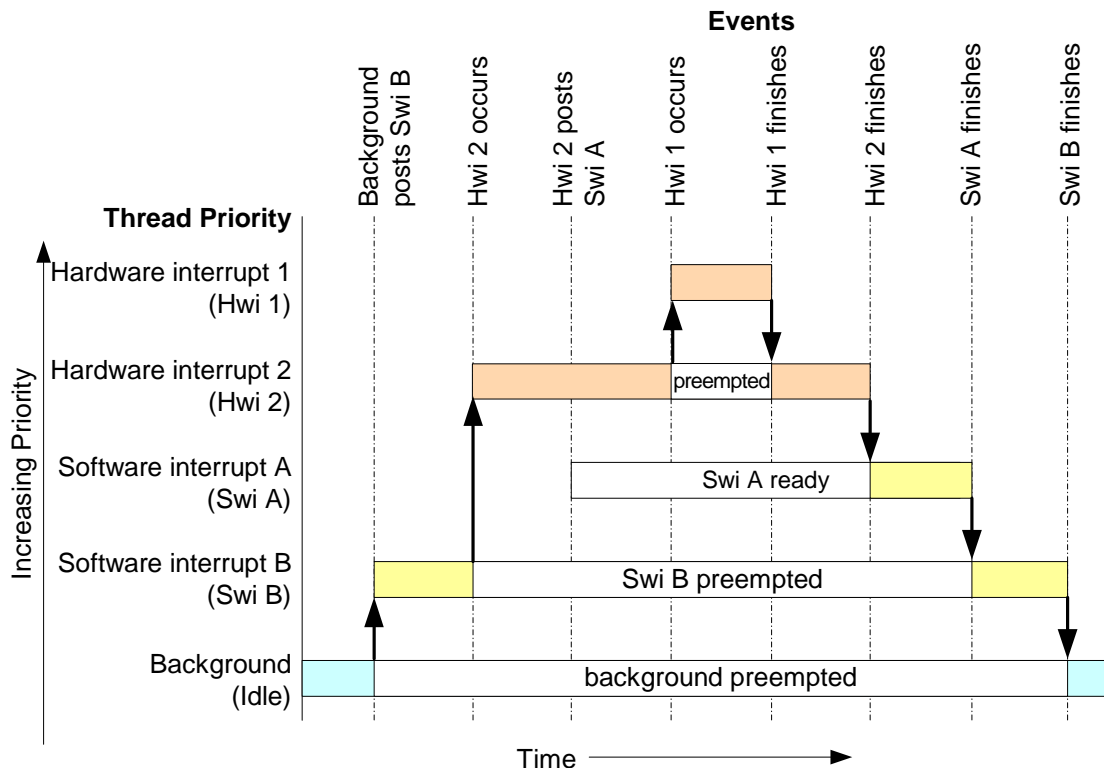 Events
Background
posts Swi B
Hwi 2 occurs
Hwi 2 posts
Swi A
Hwi 1 occurs
Hwi 1 finishes
Hwi 2 finishes
Swi A finishes
Swi B finishes
Thread Priority
Increasing Priority
Hardware interrupt 1
(Hwi 1)
Hardware interrupt 2
(Hwi 2)
preempted
Software interrupt A
(Swi A)
Swi A ready
Software interrupt B
(Swi B)
Swi B preempted
Background
(Idle)
background preempted
Time